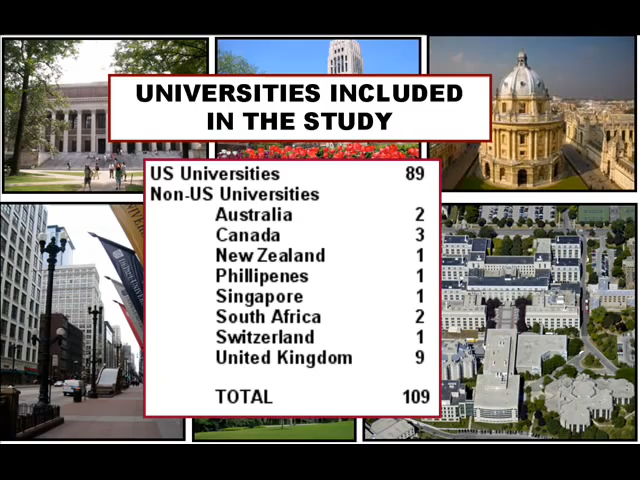 UNIVERSITIES INCLUDED
IN THE STUDY
US Universities 89
Non-US Universities
Australia 2
Canada 3
New Zealand 1
Phillipenes 1
Singapore 1
South Africa 2
Switzerland 1
United Kingdom 9
TOTAL 109